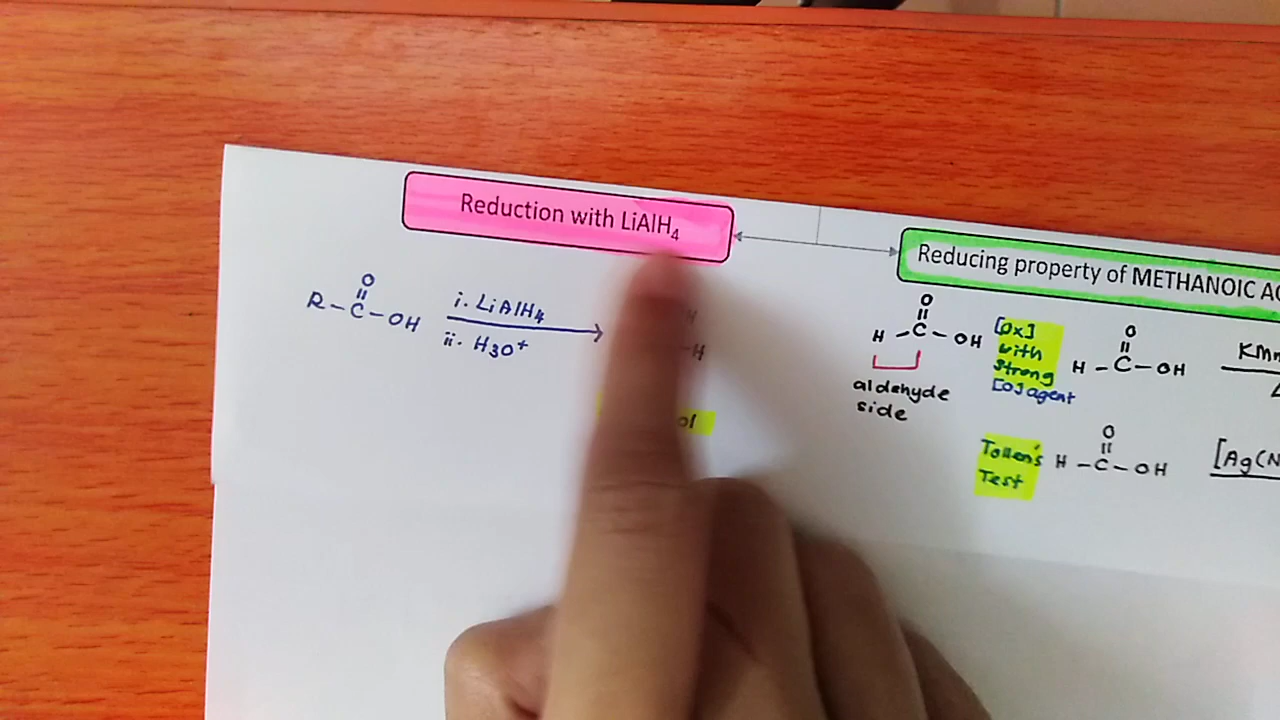 Reduction with LiAlH4
O
R-C-OH
i. LiAlH4
ii. H3O+
H
-H
Reducing property of METHANOIC
O
H-C-OH
aldehyde
side
[Ox]
with
strong
[O]agent
O
H-C-OH
Tollen's
Test
O
H-C-OH